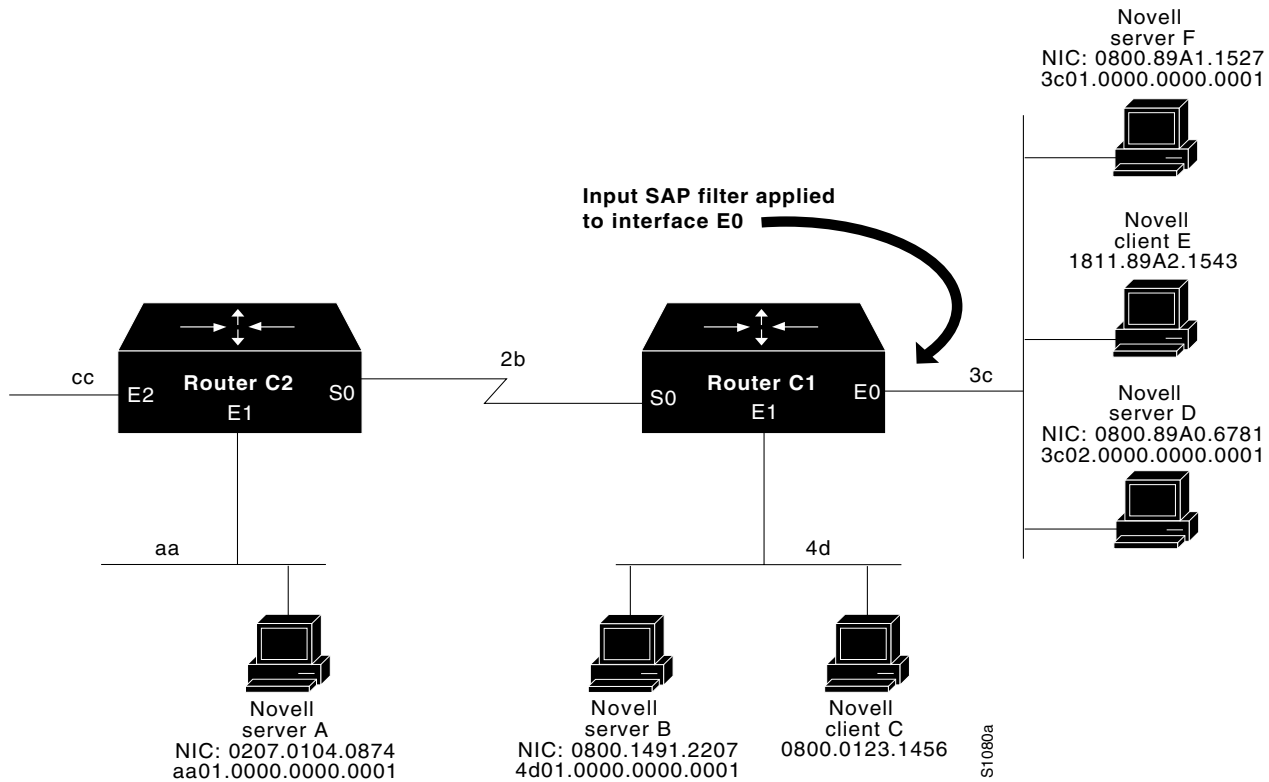 Novell
server F
NIC: 0800.89A1.1527
3c01.0000.0000.0001
Input SAP filter applied
to interface E0
Novell
client E
1811.89A2.1543
cc
E2
Router C2
S0
E1
2b
S0
Router C1
E0
E1
3c
Novell
server D
NIC: 0800.89A0.6781
3c02.0000.0000.0001
aa
4d
Novell
server A
NIC: 0207.0104.0874
aa01.0000.0000.0001
Novell
server B
NIC: 0800.1491.2207
4d01.0000.0000.0001
Novell
client C
0800.0123.1456
S1080a